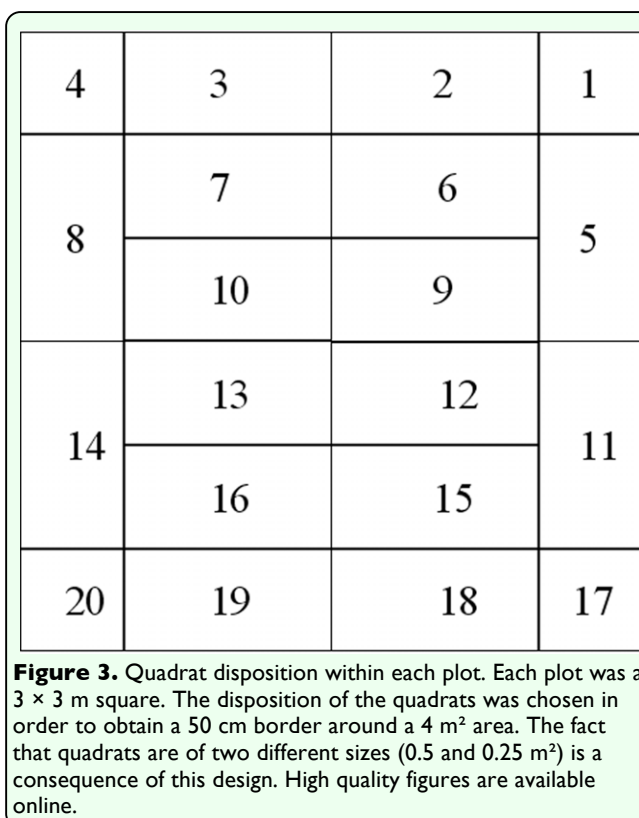 4 3 2 1
7 6
8 5
10 9
13 12
14 11
16 15
20 19 18 17
Figure 3. Quadrat disposition within each plot. Each plot was a
3 × 3 m square. The disposition of the quadrats was chosen in
order to obtain a 50 cm border around a 4 m² area. The fact
that quadrats are of two different sizes (0.5 and 0.25 m²) is a
consequence of this design. High quality figures are available
online.